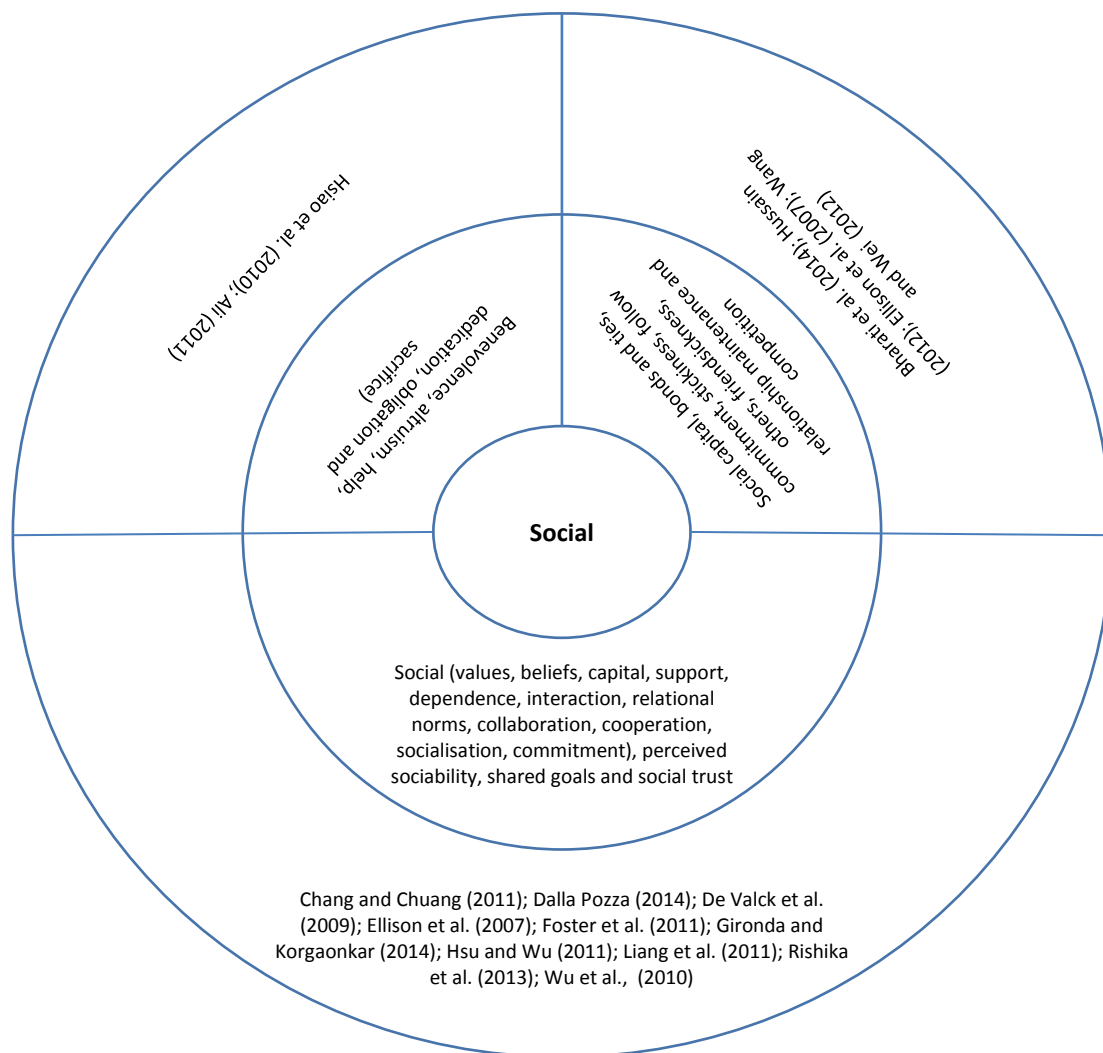 Hsiao et al. (2010); Ali (2011)
Benevolence, altruism, help,
dedication, obligation and
sacrifice)
Bharati et al. (2014); Hussain
(2012); Ellison et al. (2007); Wang
and Wei (2012)
Social capital, bonds and ties,
commitment, stickiness, follow
others, friendsickness,
relationship maintenance and
competition
Social
Social (values, beliefs, capital, support,
dependence, interaction, relational
norms, collaboration, cooperation,
socialisation, commitment), perceived
sociability, shared goals and social trust
Chang and Chuang (2011); Dalla Pozza (2014); De Valck et al.
(2009); Ellison et al. (2007); Foster et al. (2011); Gironda and
Korgaonkar (2014); Hsu and Wu (2011); Liang et al. (2011); Rishika
et al. (2013); Wu et al., (2010)